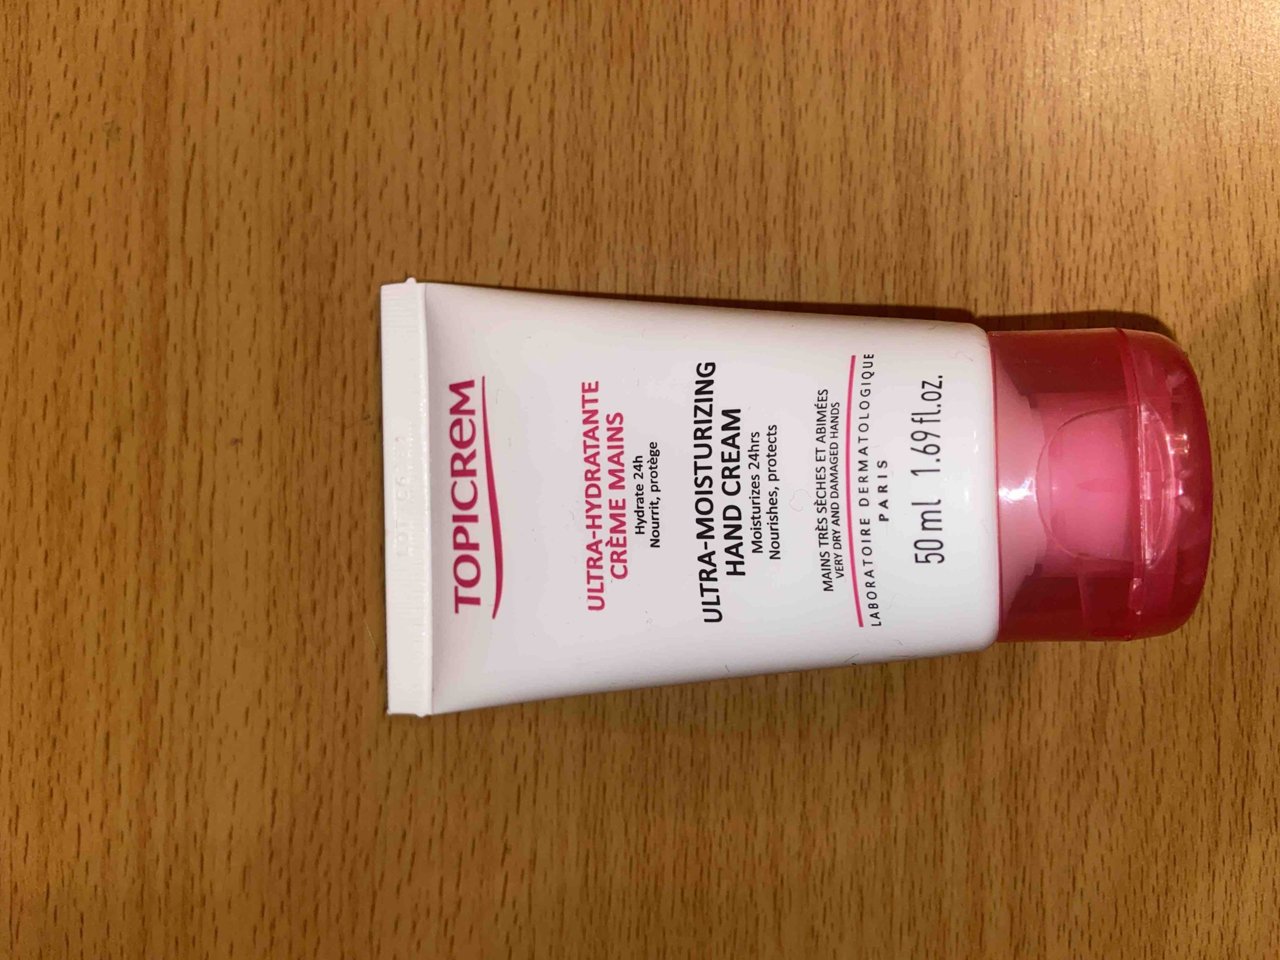 TOPICREM
ULTRA-HYDRATANTE
CRÈME MAINS
Hydrate 24h
Nourrit, protège
ULTRA-MOISTURIZING
HAND CREAM
Moisturizes 24hrs
Nourishes, protects
MAINS TRÈS SÈCHES ET ABIMÉES
VERY DRY AND DAMAGED HANDS
LABORATOIRE DERMATOLOGIQUE
PARIS
50 ml 1.69 fl.oz.